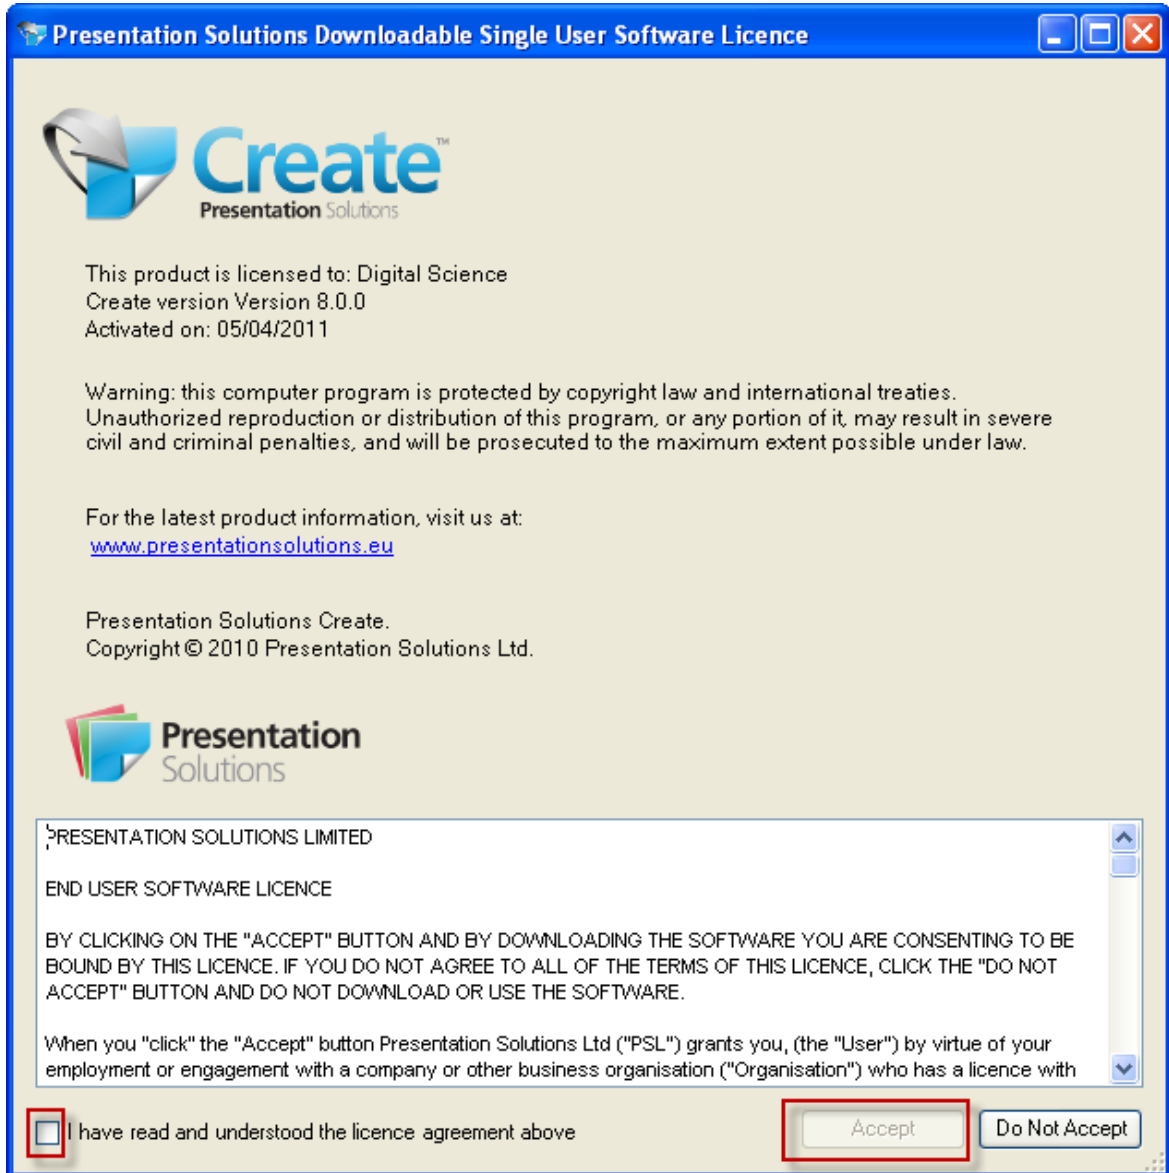 Presentation Solutions Downloadable Single User Software Licence
Create™
Presentation Solutions
This product is licensed to: Digital Science
Create version Version 8.0.0
Activated on: 05/04/2011
Warning: this computer program is protected by copyright law and international treaties.
Unauthorized reproduction or distribution of this program, or any portion of it, may result in severe
civil and criminal penalties, and will be prosecuted to the maximum extent possible under law.
For the latest product information, visit us at:
www.presentationsolutions.eu
Presentation Solutions Create.
Copyright © 2010 Presentation Solutions Ltd.
Presentation
Solutions
PRESENTATION SOLUTIONS LIMITED
END USER SOFTWARE LICENCE
BY CLICKING ON THE "ACCEPT" BUTTON AND BY DOWNLOADING THE SOFTWARE YOU ARE CONSENTING TO BE
BOUND BY THIS LICENCE. IF YOU DO NOT AGREE TO ALL OF THE TERMS OF THIS LICENCE, CLICK THE "DO NOT
ACCEPT" BUTTON AND DO NOT DOWNLOAD OR USE THE SOFTWARE.
When you "click" the "Accept" button Presentation Solutions Ltd ("PSL") grants you, (the "User") by virtue of your
employment or engagement with a company or other business organisation ("Organisation") who has a licence with
I have read and understood the licence agreement above
Accept
Do Not Accept